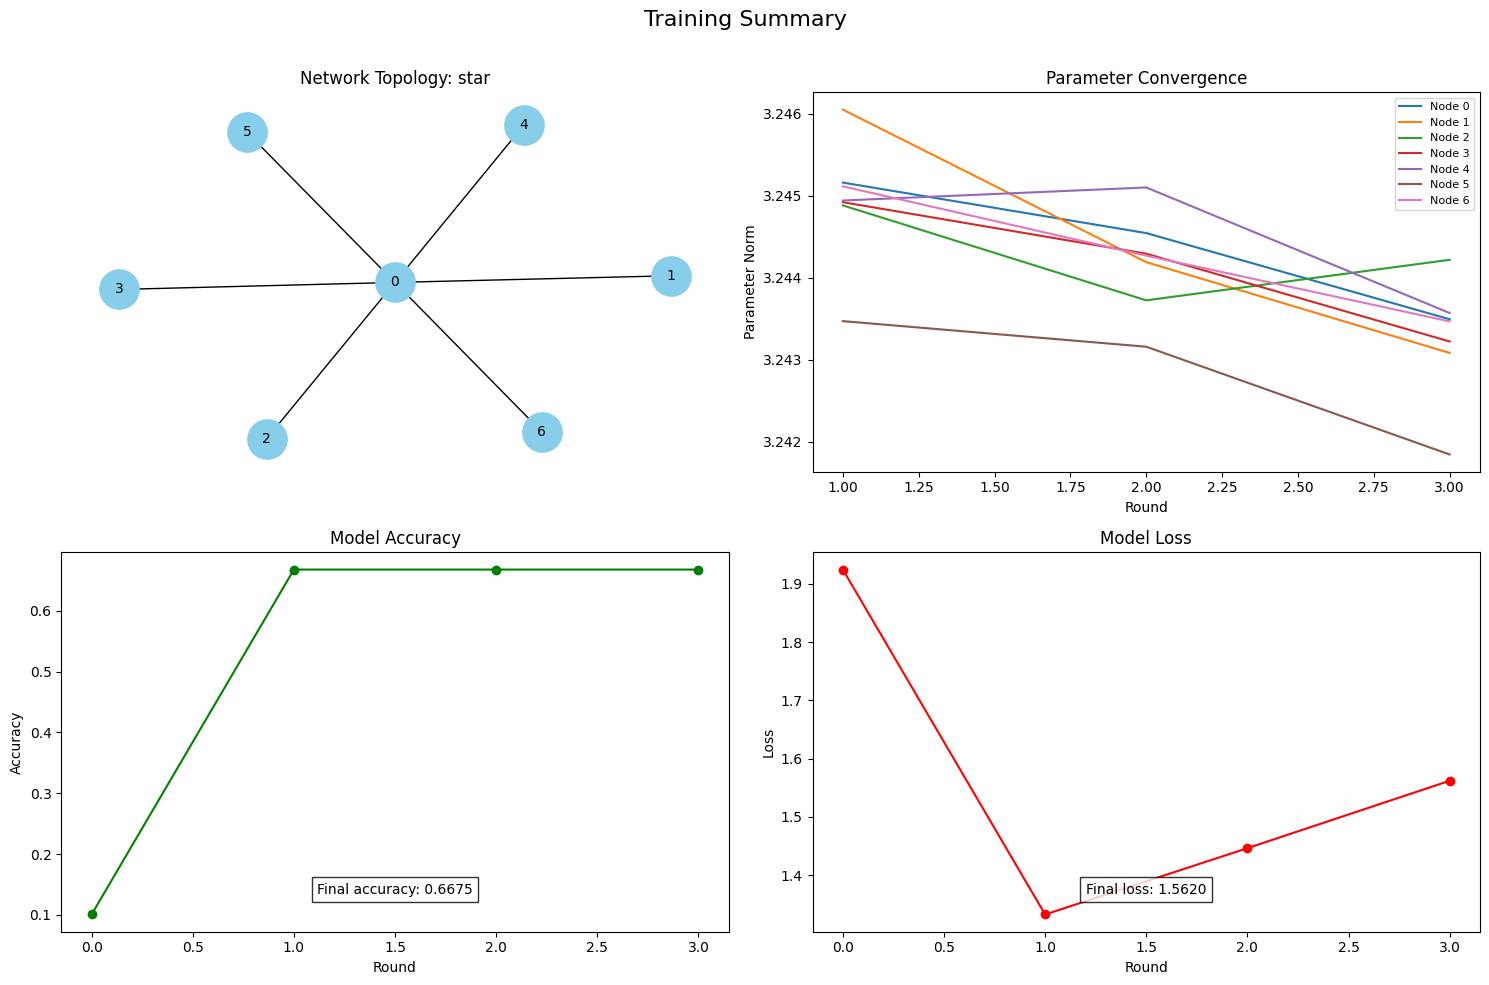 Training Summary
Network Topology: star
5
4
3
0
1
2
6
Parameter Convergence
Parameter Norm
3.246
3.245
3.244
3.243
3.242
Node 0
Node 1
Node 2
Node 3
Node 4
Node 5
Node 6
1.00 1.25 1.50 1.75 2.00 2.25 2.50 2.75 3.00
Round
Model Accuracy
Accuracy
0.6
0.5
0.4
0.3
0.2
0.1
Final accuracy: 0.6675
0.0 0.5 1.0 1.5 2.0 2.5 3.0
Round
Model Loss
Loss
1.9
1.8
1.7
1.6
1.5
1.4
Final loss: 1.5620
0.0 0.5 1.0 1.5 2.0 2.5 3.0
Round